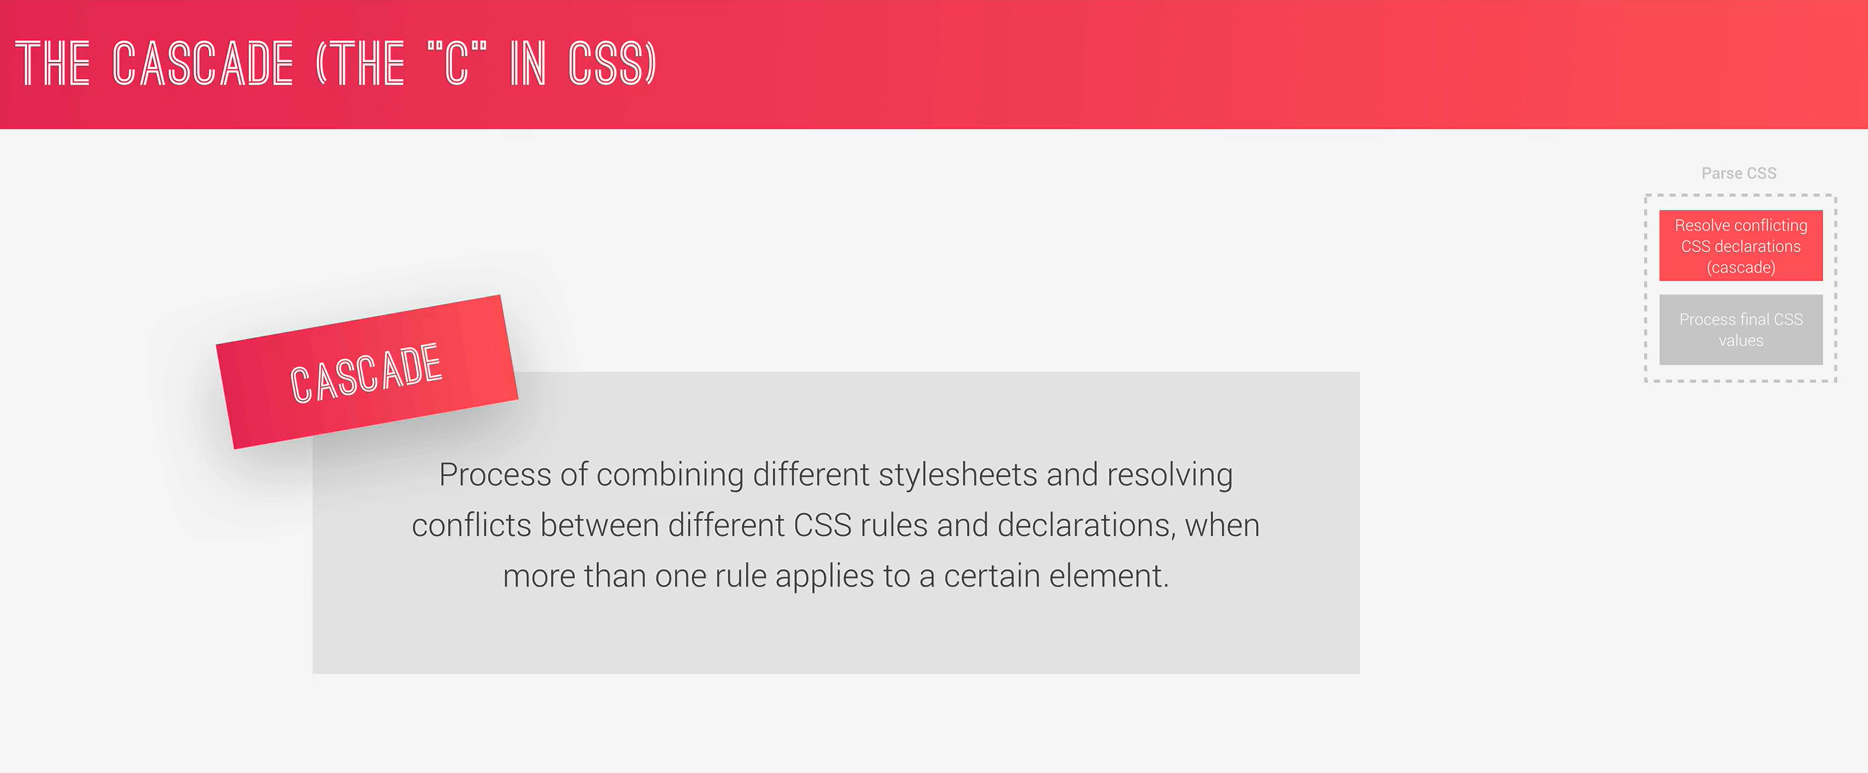 THE CASCADE (THE "C" IN CSS)
Parse CSS
Resolve conflicting
CSS declarations
(cascade)
Process final CSS
values
CASCADE
Process of combining different stylesheets and resolving
conflicts between different CSS rules and declarations, when
more than one rule applies to a certain element.